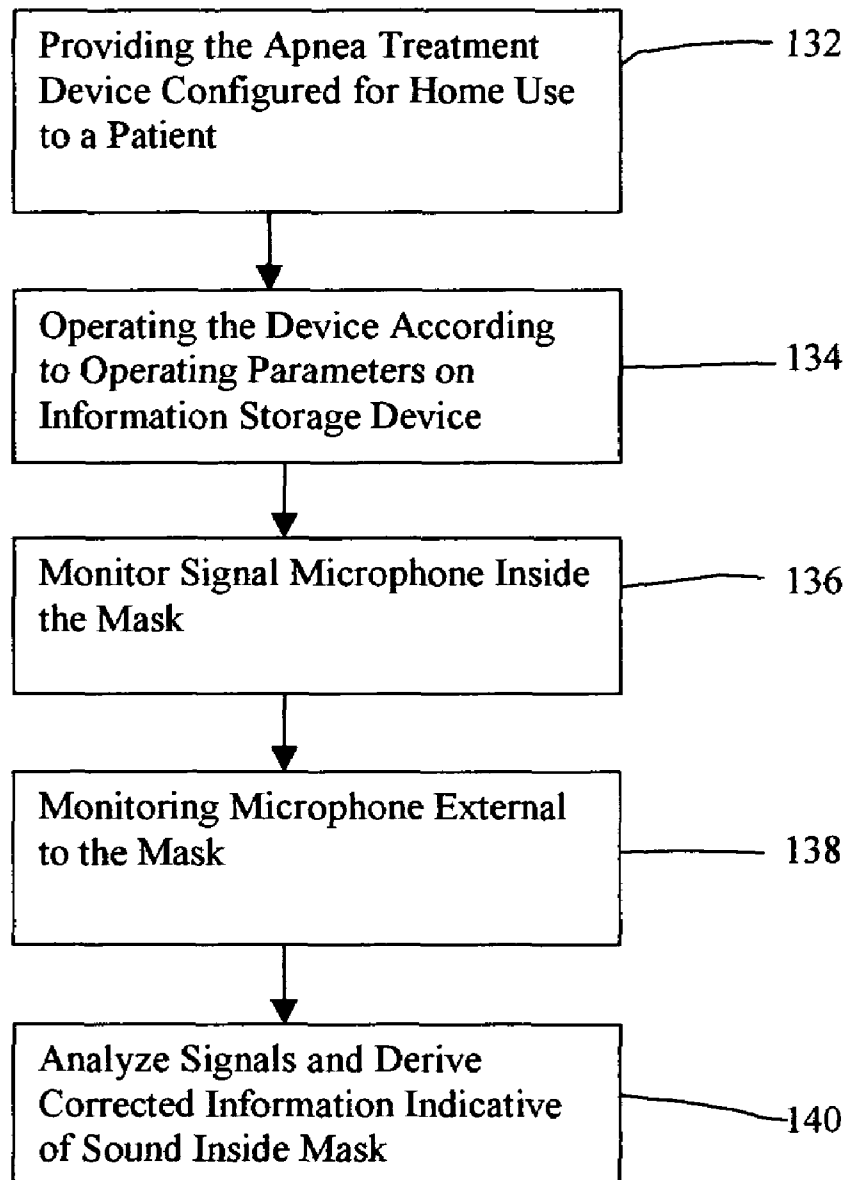 Providing the Apnea Treatment
Device Configured for Home Use
to a Patient
132
Operating the Device According
to Operating Parameters on
Information Storage Device
134
Monitor Signal Microphone Inside
the Mask
136
Monitoring Microphone External
to the Mask
138
Analyze Signals and Derive
Corrected Information Indicative
of Sound Inside Mask
140